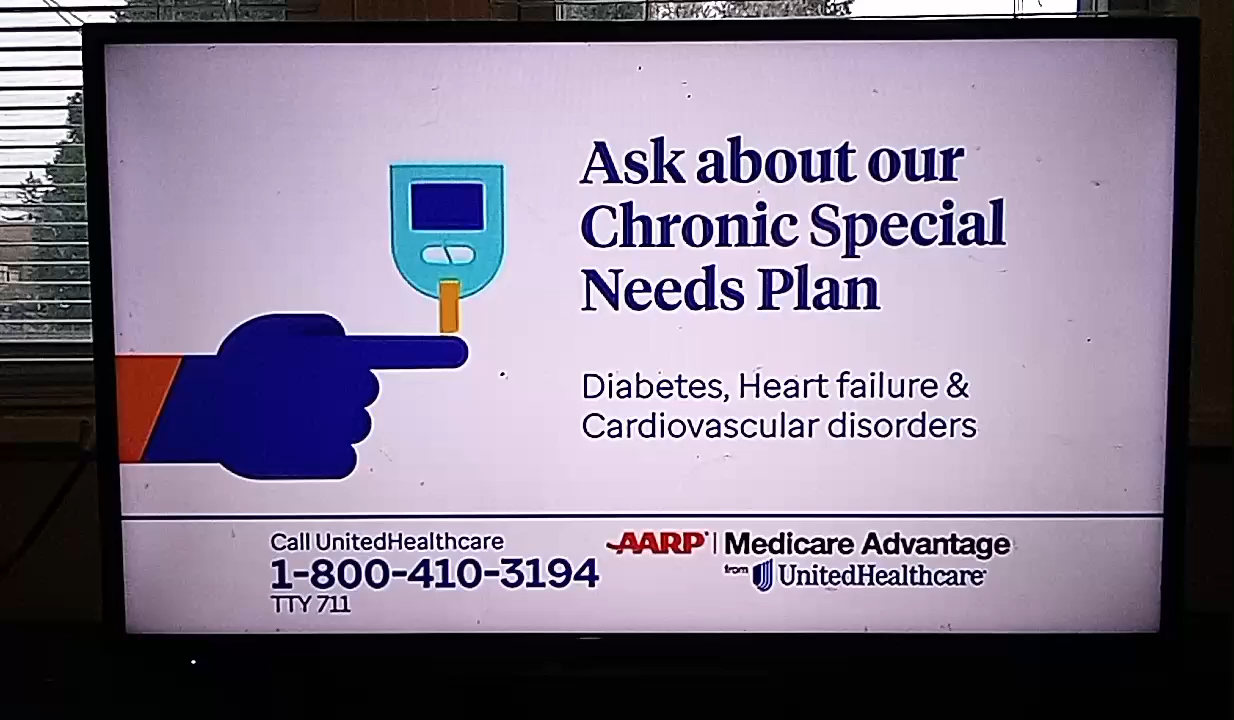 Ask about our
Chronic Special
Needs Plan
Diabetes, Heart failure &
Cardiovascular disorders
Call UnitedHealthcare
1-800-410-3194
TTY 711
AARP | Medicare Advantage
from UnitedHealthcare